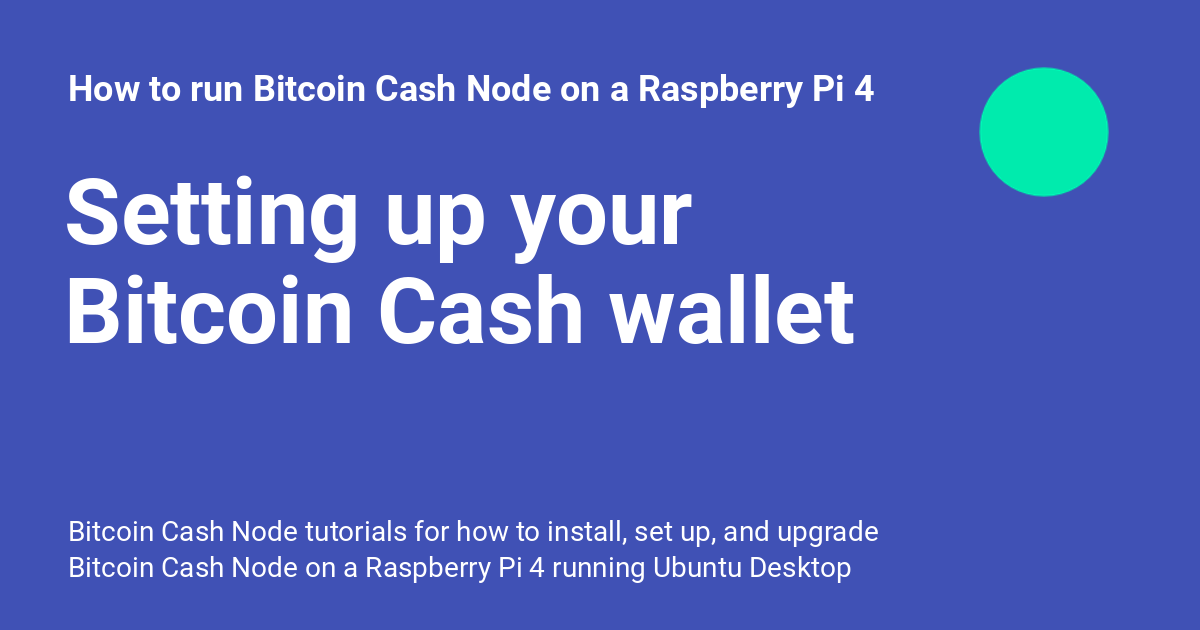 How to run Bitcoin Cash Node on a Raspberry Pi 4
Setting up your
Bitcoin Cash wallet
Bitcoin Cash Node tutorials for how to install, set up, and upgrade
Bitcoin Cash Node on a Raspberry Pi 4 running Ubuntu Desktop